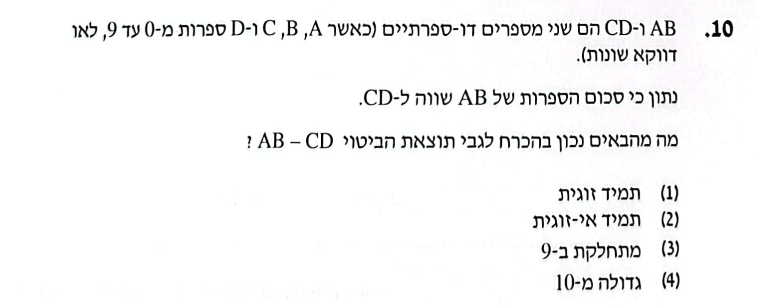 10. AB ו-CD הם שני מספרים דו-ספרתיים (כאשר A, B, C ו-D ספרות מ-0 עד 9, לאו
דווקא שונות).
נתון כי סכום הספרות של AB שווה ל-CD.
מה מהבאים נכון בהכרח לגבי תוצאת הביטוי AB – CD ?
(1) תמיד זוגית
(2) תמיד אי-זוגית
(3) מתחלקת ב-9
(4) גדולה מ-10